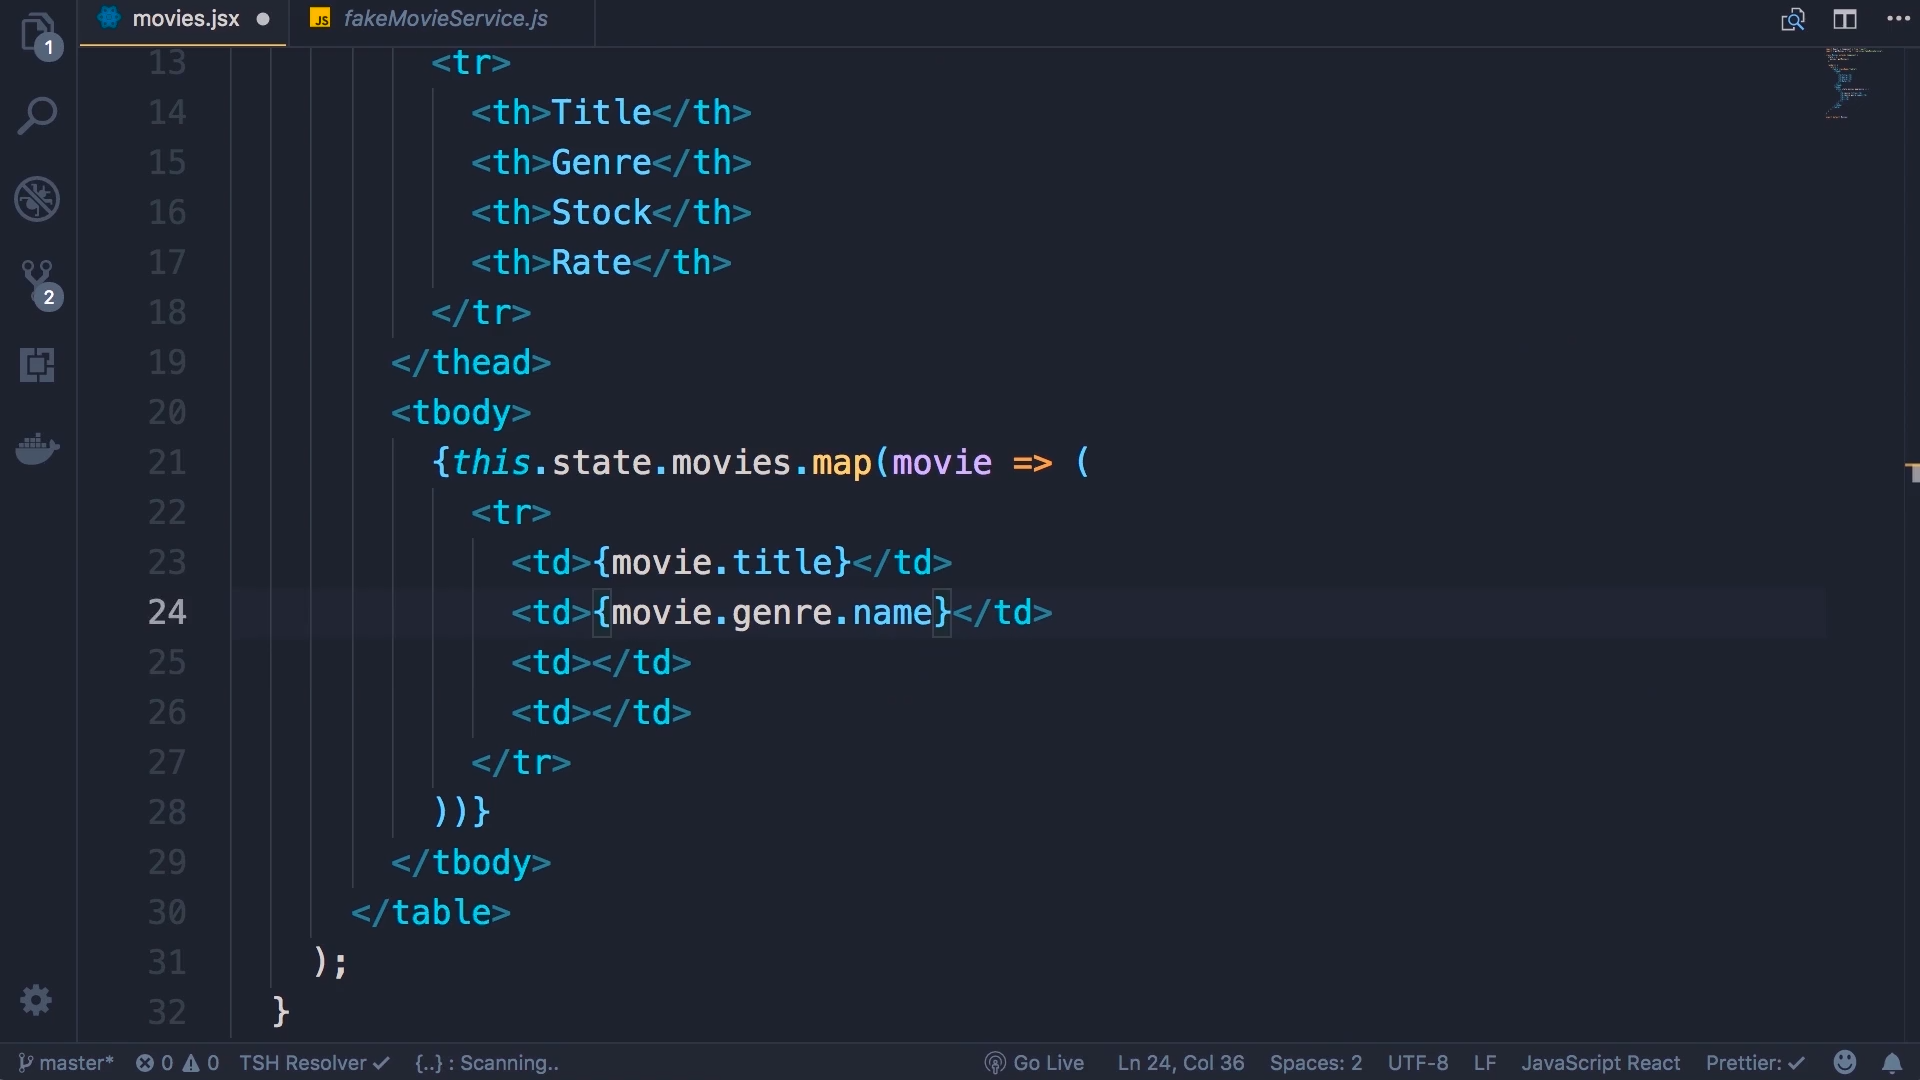 movies.jsx
JS fakeMovieService.js
1
2
13 <tr>
14 <th>Title</th>
15 <th>Genre</th>
16 <th>Stock</th>
17 <th>Rate</th>
18 </tr>
19 </thead>
20 <tbody>
21 {this.state.movies.map(movie => (
22 <tr>
23 <td>{movie.title}</td>
24 <td>{movie.genre.name}</td>
25 <td></td>
26 <td></td>
27 </tr>
28 ))}
29 </tbody>
30 </table>
31 );
32 }
master* 0 0 TSH Resolver {..} : Scanning.. Go Live Ln 24, Col 36 Spaces: 2 UTF-8 LF JavaScript React Prettier: